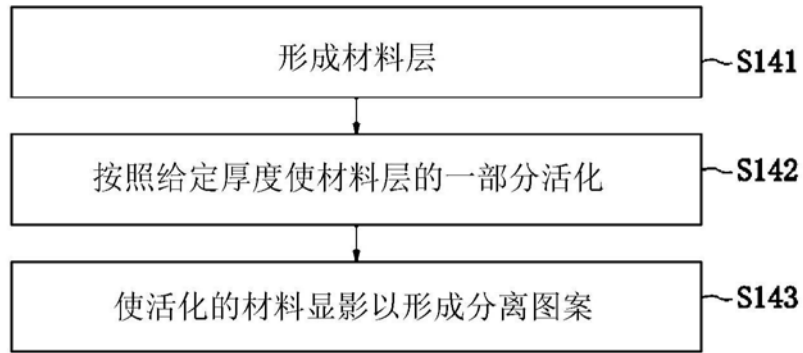 形成材料层
S141
按照给定厚度使材料层的一部分活化
S142
使活化的材料显影以形成分离图案
S143